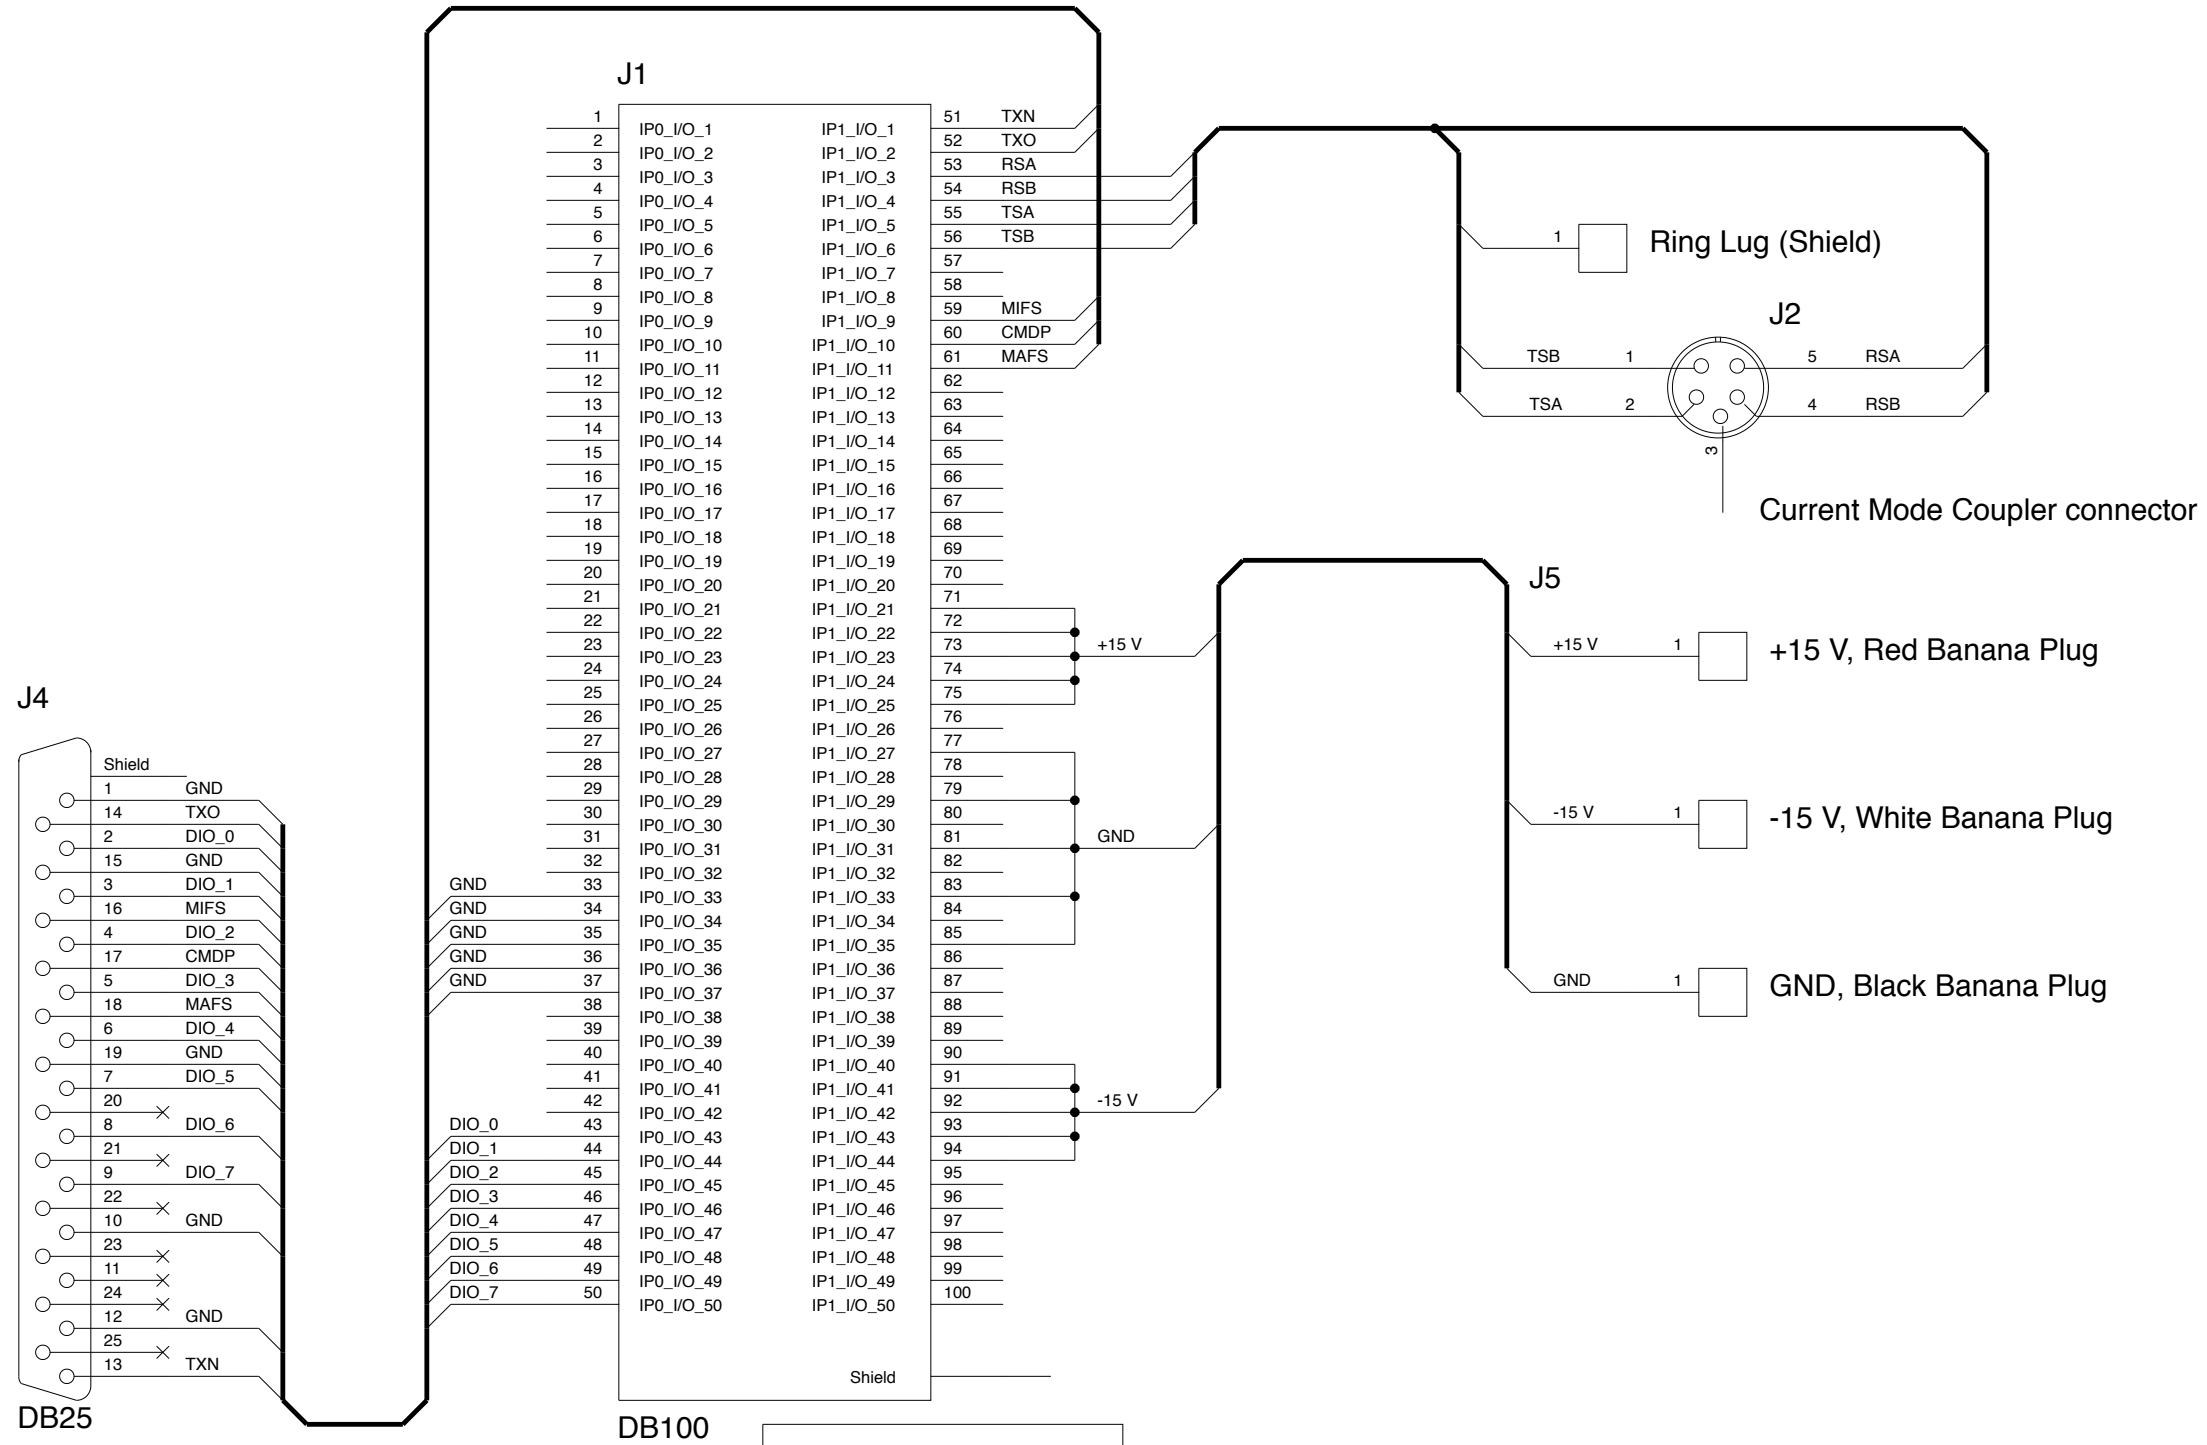 J1
1 IP0_I/O_1 IP1_I/O_1 51 TXN
2 IP0_I/O_2 IP1_I/O_2 52 TXO
3 IP0_I/O_3 IP1_I/O_3 53 RSA
4 IP0_I/O_4 IP1_I/O_4 54 RSB
5 IP0_I/O_5 IP1_I/O_5 55 TSA
6 IP0_I/O_6 IP1_I/O_6 56 TSB
7 IP0_I/O_7 IP1_I/O_7 57
8 IP0_I/O_8 IP1_I/O_8 58
9 IP0_I/O_9 IP1_I/O_9 59 MIFS
10 IP0_I/O_10 IP1_I/O_10 60 CMDP
11 IP0_I/O_11 IP1_I/O_11 61 MAFS
12 IP0_I/O_12 IP1_I/O_12 62
13 IP0_I/O_13 IP1_I/O_13 63
14 IP0_I/O_14 IP1_I/O_14 64
15 IP0_I/O_15 IP1_I/O_15 65
16 IP0_I/O_16 IP1_I/O_16 66
17 IP0_I/O_17 IP1_I/O_17 67
18 IP0_I/O_18 IP1_I/O_18 68
19 IP0_I/O_19 IP1_I/O_19 69
20 IP0_I/O_20 IP1_I/O_20 70
21 IP0_I/O_21 IP1_I/O_21 71
22 IP0_I/O_22 IP1_I/O_22 72
23 IP0_I/O_23 IP1_I/O_23 73 +15 V
24 IP0_I/O_24 IP1_I/O_24 74
25 IP0_I/O_25 IP1_I/O_25 75
26 IP0_I/O_26 IP1_I/O_26 76
27 IP0_I/O_27 IP1_I/O_27 77
28 IP0_I/O_28 IP1_I/O_28 78
29 IP0_I/O_29 IP1_I/O_29 79
30 IP0_I/O_30 IP1_I/O_30 80
31 IP0_I/O_31 IP1_I/O_31 81 GND
32 IP0_I/O_32 IP1_I/O_32 82
GND 33 IP0_I/O_33 IP1_I/O_33 83
GND 34 IP0_I/O_34 IP1_I/O_34 84
GND 35 IP0_I/O_35 IP1_I/O_35 85
GND 36 IP0_I/O_36 IP1_I/O_36 86
GND 37 IP0_I/O_37 IP1_I/O_37 87
38 IP0_I/O_38 IP1_I/O_38 88
39 IP0_I/O_39 IP1_I/O_39 89
40 IP0_I/O_40 IP1_I/O_40 90
41 IP0_I/O_41 IP1_I/O_41 91
42 IP0_I/O_42 IP1_I/O_42 92 -15 V
DIO_0 43 IP0_I/O_43 IP1_I/O_43 93
DIO_1 44 IP0_I/O_44 IP1_I/O_44 94
DIO_2 45 IP0_I/O_45 IP1_I/O_45 95
DIO_3 46 IP0_I/O_46 IP1_I/O_46 96
DIO_4 47 IP0_I/O_47 IP1_I/O_47 97
DIO_5 48 IP0_I/O_48 IP1_I/O_48 98
DIO_6 49 IP0_I/O_49 IP1_I/O_49 99
DIO_7 50 IP0_I/O_50 IP1_I/O_50 100
Shield
DB100
1 Ring Lug (Shield)
J2
TSB 1 5 RSA
TSA 2 4 RSB
3
Current Mode Coupler connector
J5
+15 V 1 +15 V, Red Banana Plug
-15 V 1 -15 V, White Banana Plug
GND 1 GND, Black Banana Plug
J4
Shield
1 GND
14 TXO
2 DIO_0
15 GND
3 DIO_1
16 MIFS
4 DIO_2
17 CMDP
5 DIO_3
18 MAFS
6 DIO_4
19 GND
7 DIO_5
20
8 DIO_6
21
9 DIO_7
22
10 GND
23
11
24
12 GND
25
13 TXN
DB25